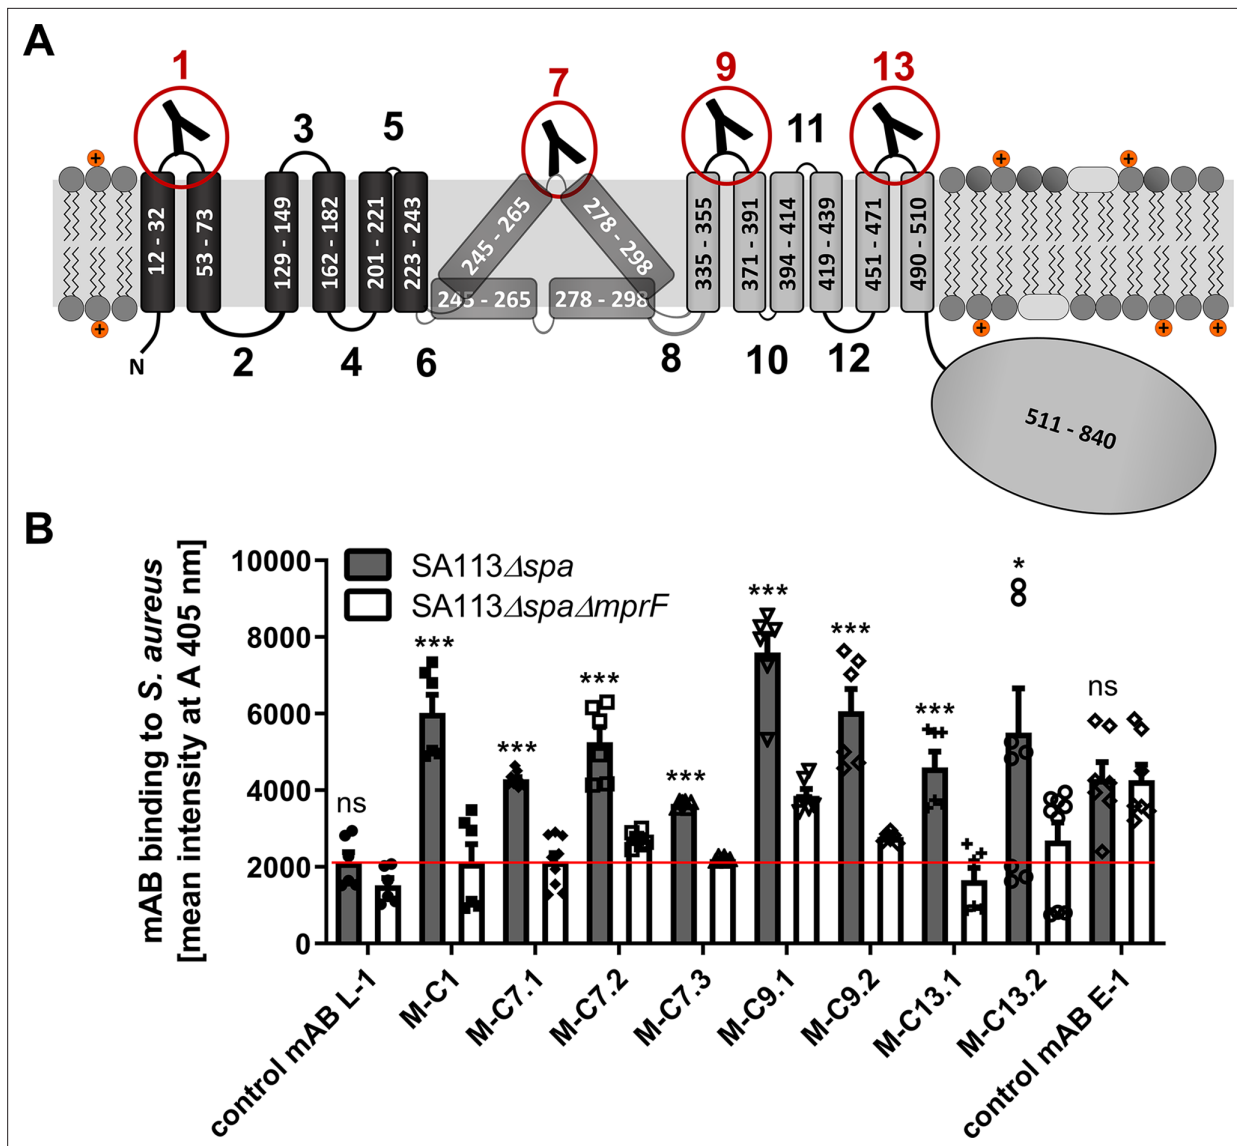 A
1
7
9
13
3
5
11
+
+
+
12 - 32
53 - 73
129 - 149
162 - 182
201 - 221
223 - 243
245 - 265
278 - 298
245 - 265
278 - 298
335 - 355
371 - 391
394 - 414
419 - 439
451 - 471
490 - 510
+
+
+
+
N
2
4
6
8
10
12
511 - 840
B
mAB binding to S. aureus
[mean intensity at A 405 nm]
10000
8000
6000
4000
2000
0
SA113Δspa
SA113ΔspaΔmprF
ns
***
***
***
***
***
***
***
*
ns
control mAB L-1
M-C1
M-C7.1
M-C7.2
M-C7.3
M-C9.1
M-C9.2
M-C13.1
M-C13.2
control mAB E-1